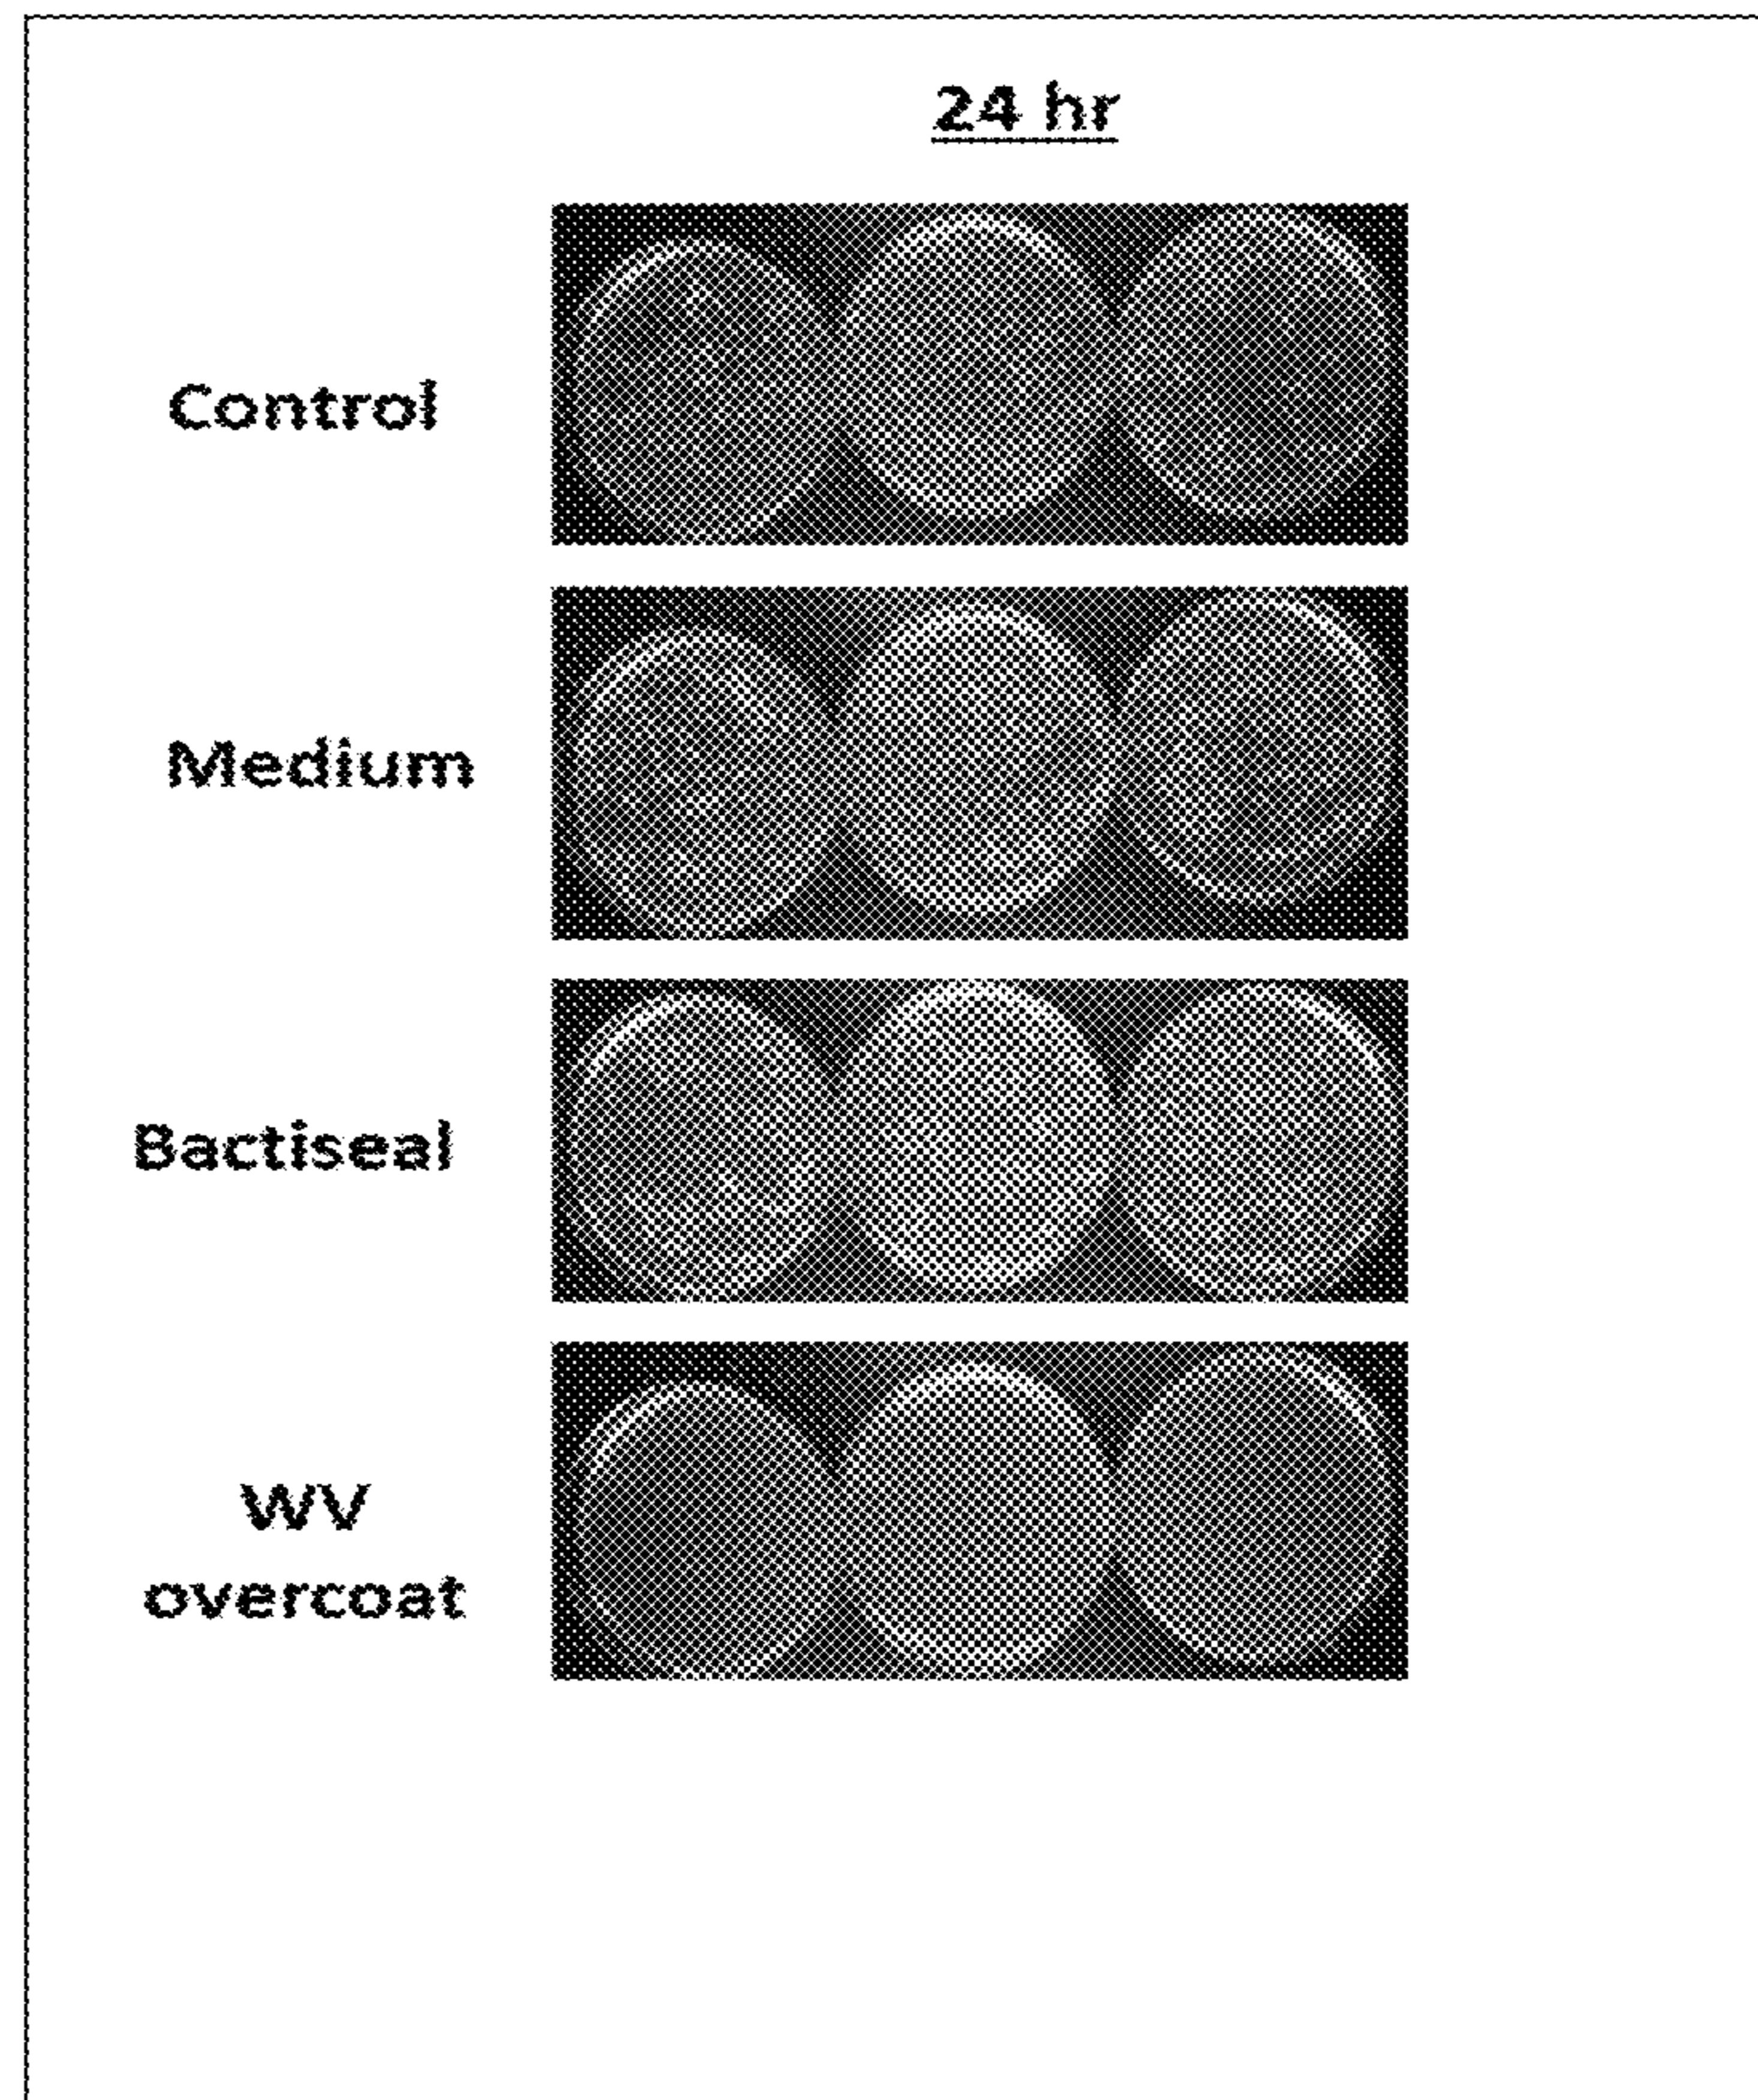 24 hr
Control
Medium
Bactiseal
WV
overcoat